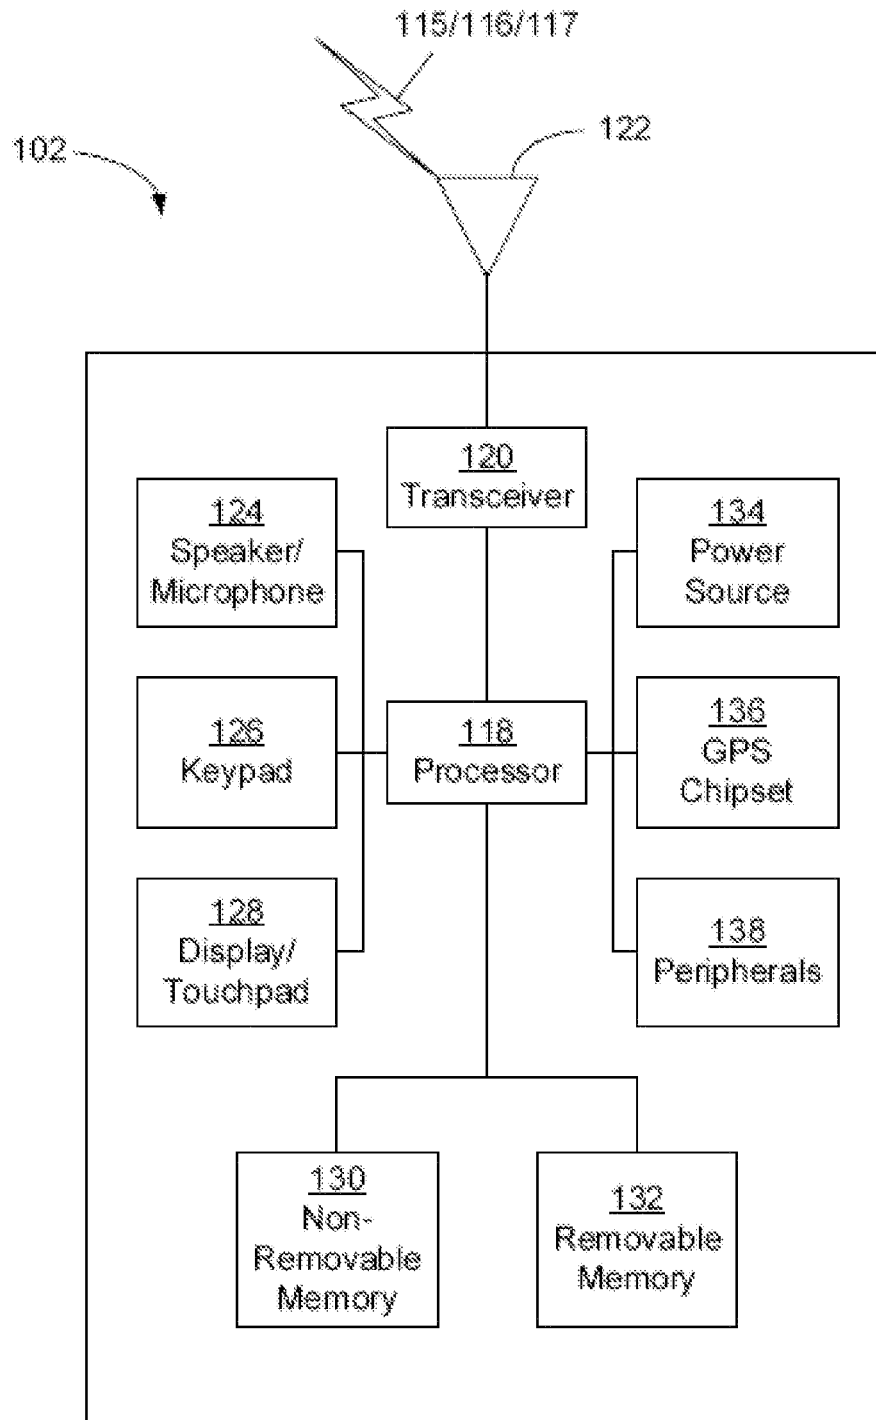 115/116/117
102
122
120
Transceiver
124
Speaker/
Microphone
134
Power
Source
126
Keypad
118
Processor
136
GPS
Chipset
128
Display/
Touchpad
138
Peripherals
130
Non-
Removable
Memory
132
Removable
Memory